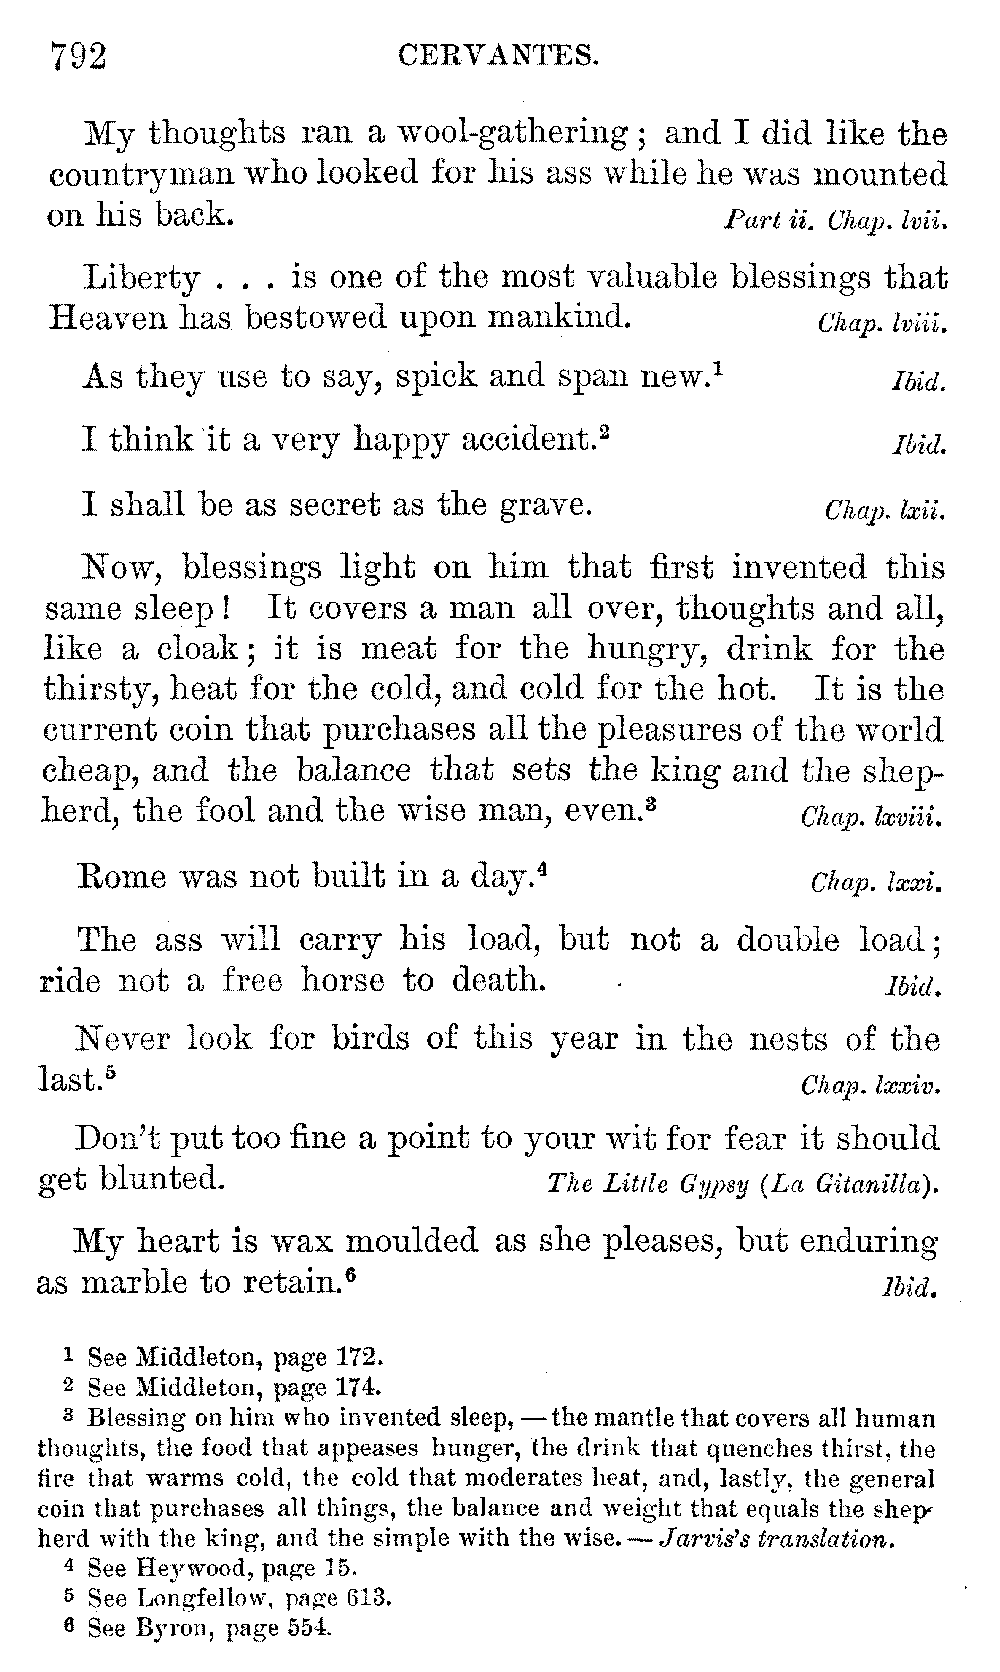 792 CERVANTES.
My thoughts ran a wool-gathering; and I did like the
countryman who looked for his ass while he was mounted
on his back. Part ii. Chap. lvii.
Liberty . . . is one of the most valuable blessings that
Heaven has bestowed upon mankind. Chap. lviii.
As they use to say, spick and span new.¹ Ibid.
I think it a very happy accident.² Ibid.
I shall be as secret as the grave. Chap. lxii.
Now, blessings light on him that first invented this
same sleep! It covers a man all over, thoughts and all,
like a cloak; it is meat for the hungry, drink for the
thirsty, heat for the cold, and cold for the hot. It is the
current coin that purchases all the pleasures of the world
cheap, and the balance that sets the king and the shep-
herd, the fool and the wise man, even.³ Chap. lxviii.
Rome was not built in a day.⁴ Chap. lxxi.
The ass will carry his load, but not a double load;
ride not a free horse to death. Ibid.
Never look for birds of this year in the nests of the
last.⁵ Chap. lxxiv.
Don't put too fine a point to your wit for fear it should
get blunted. The Little Gypsy (La Gitanilla).
My heart is wax moulded as she pleases, but enduring
as marble to retain.⁶ Ibid.
1 See Middleton, page 172.
2 See Middleton, page 174.
3 Blessing on him who invented sleep, — the mantle that covers all human
thoughts, the food that appeases hunger, the drink that quenches thirst, the
fire that warms cold, the cold that moderates heat, and, lastly, the general
coin that purchases all things, the balance and weight that equals the shep-
herd with the king, and the simple with the wise. — Jarvis's translation.
4 See Heywood, page 15.
5 See Longfellow, page 613.
6 See Byron, page 554.